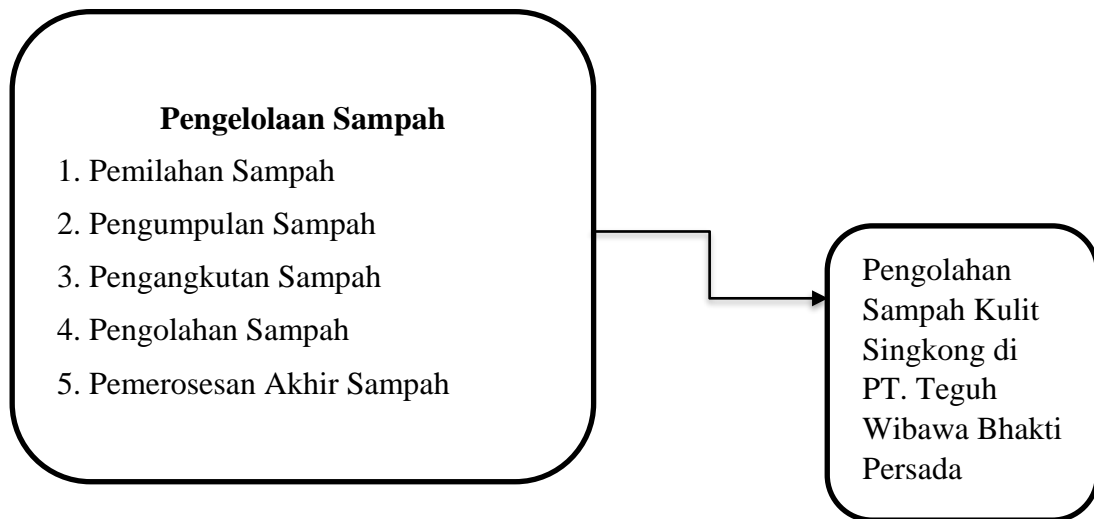 Pengelolaan Sampah
1. Pemilahan Sampah
2. Pengumpulan Sampah
3. Pengangkutan Sampah
4. Pengolahan Sampah
5. Pemerosesan Akhir Sampah
Pengolahan
Sampah Kulit
Singkong di
PT. Teguh
Wibawa Bhakti
Persada